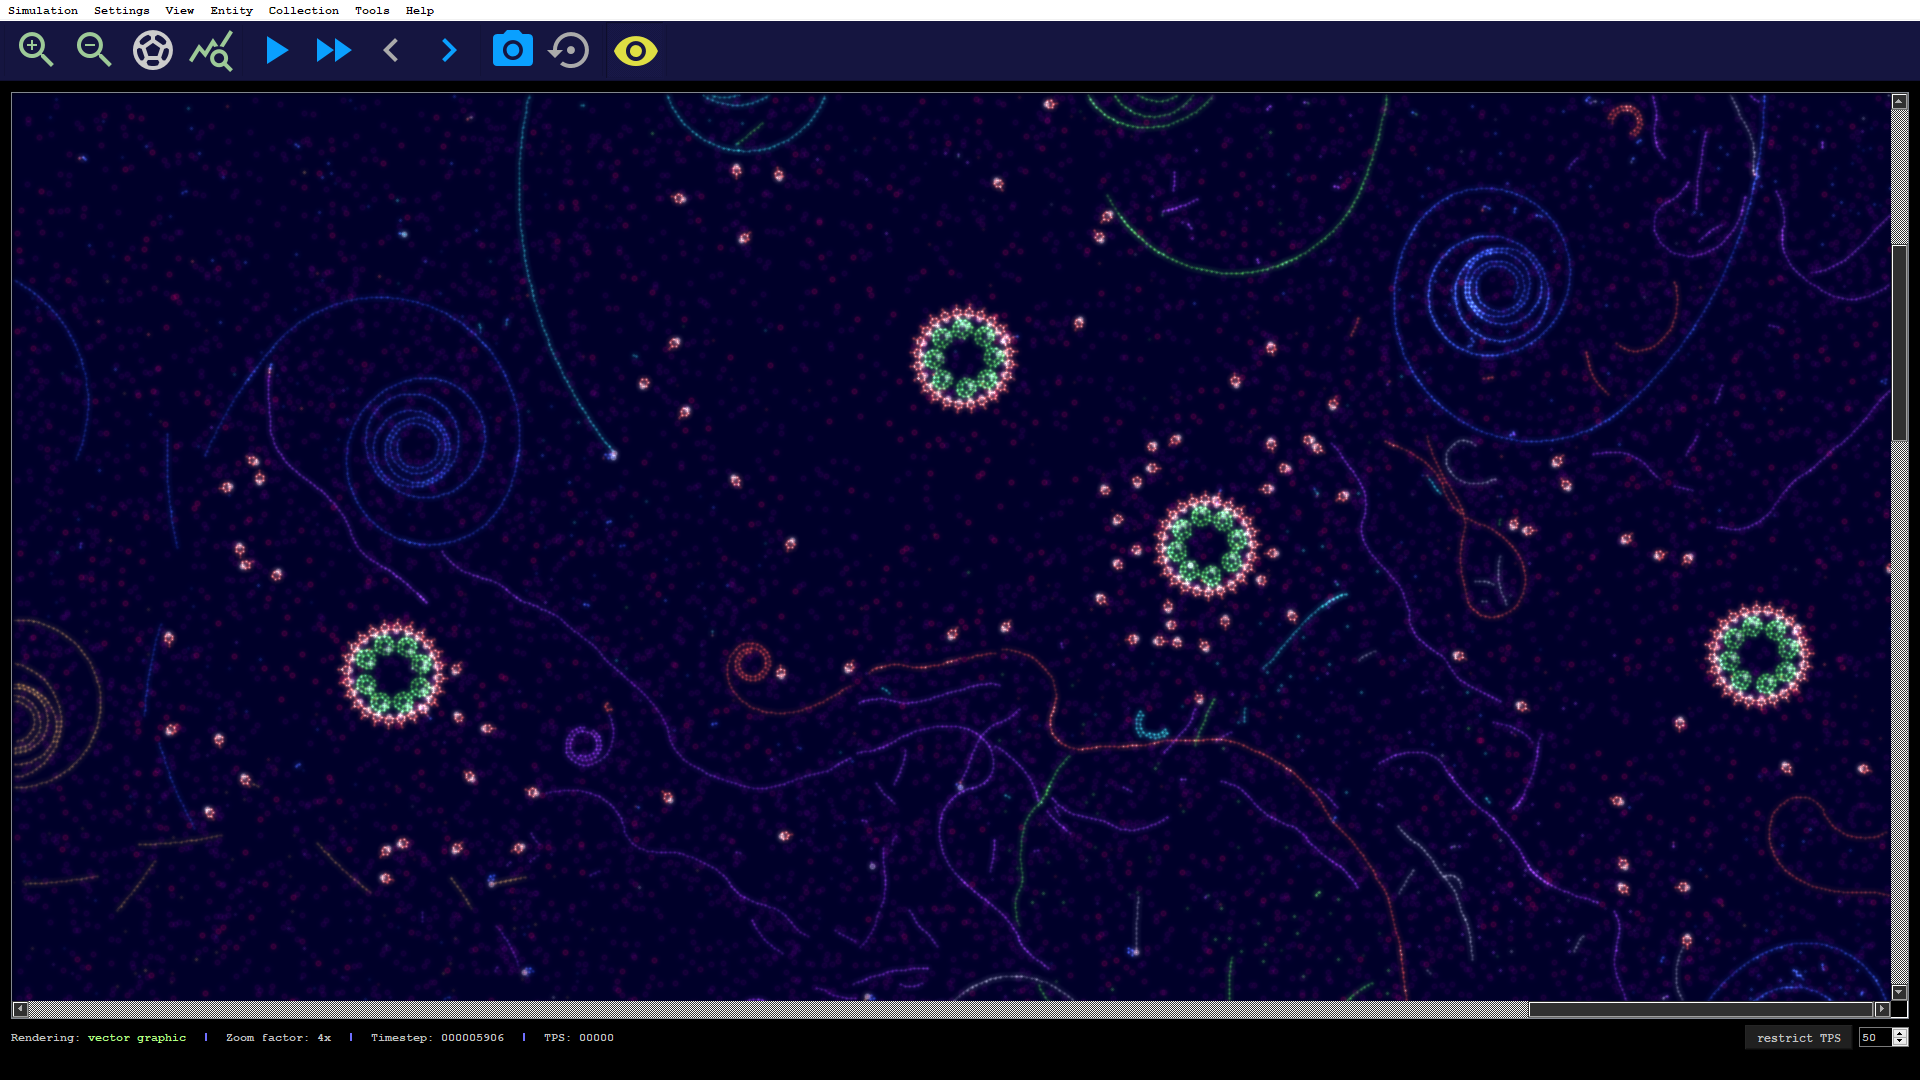 Simulation Settings View Entity Collection Tools Help
Rendering: vector graphic | Zoom factor: 4x | Timestep: 000005906 | TPS: 00000 restrict TPS 50